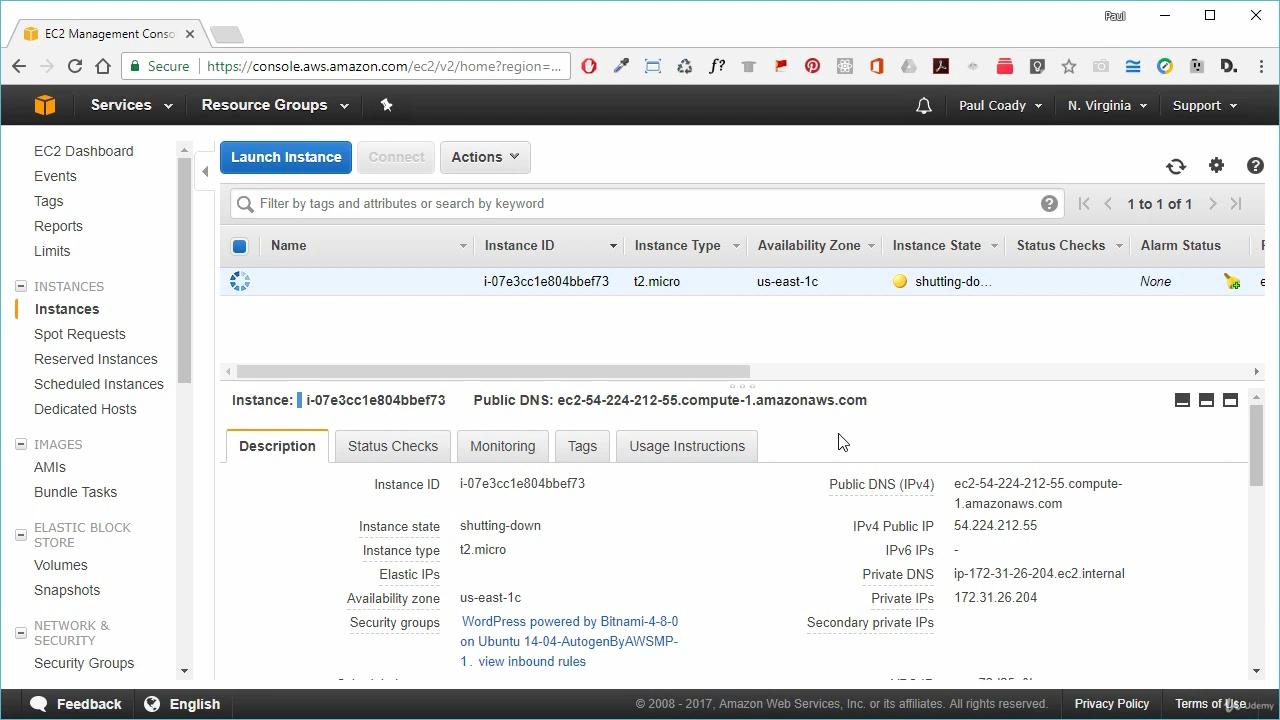 Paul
EC2 Management Conso
Secure https://console.aws.amazon.com/ec2/v2/home?region=...
f?
D.
Services Resource Groups Paul Coady N. Virginia Support
EC2 Dashboard
Events
Tags
Reports
Limits
INSTANCES
Instances
Spot Requests
Reserved Instances
Scheduled Instances
Dedicated Hosts
IMAGES
AMIs
Bundle Tasks
ELASTIC BLOCK
STORE
Volumes
Snapshots
NETWORK &
SECURITY
Security Groups
Launch Instance Connect Actions
Filter by tags and attributes or search by keyword
1 to 1 of 1
Name Instance ID Instance Type Availability Zone Instance State Status Checks Alarm Status
i-07e3cc1e804bbef73 t2.micro us-east-1c shutting-do... None
Instance: i-07e3cc1e804bbef73 Public DNS: ec2-54-224-212-55.compute-1.amazonaws.com
Description Status Checks Monitoring Tags Usage Instructions
Instance ID i-07e3cc1e804bbef73
Instance state shutting-down
Instance type t2.micro
Elastic IPs
Availability zone us-east-1c
Security groups WordPress powered by Bitnami-4-8-0
on Ubuntu 14-04-AutogenByAWSMP-
1. view inbound rules
Public DNS (IPv4) ec2-54-224-212-55.compute-
1.amazonaws.com
IPv4 Public IP 54.224.212.55
IPv6 IPs -
Private DNS ip-172-31-26-204.ec2.internal
Private IPs 172.31.26.204
Secondary private IPs
Feedback English
© 2008 - 2017, Amazon Web Services, Inc. or its affiliates. All rights reserved. Privacy Policy Terms of Use
Udemy